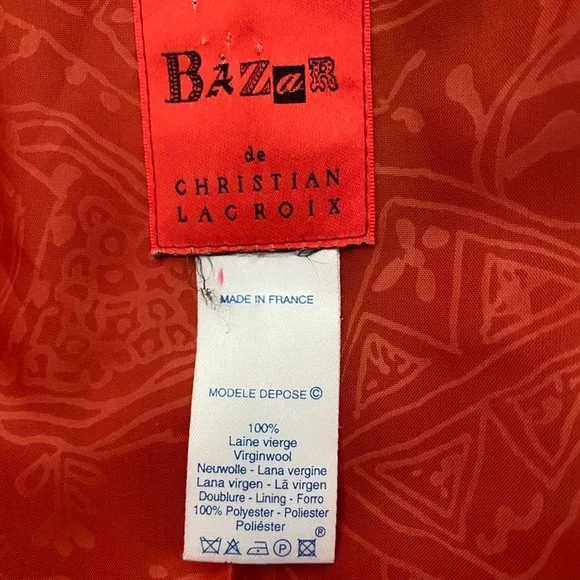 BAZaR
de
CHRISTIAN
LACROIX
MADE IN FRANCE
MODELE DEPOSE ©
100%
Laine vierge
Virginwool
Neuwolle - Lana vergine
Lana virgen - Lã virgen
Doublure - Lining - Forro
100% Polyester - Poliester
Poliéster
®
P